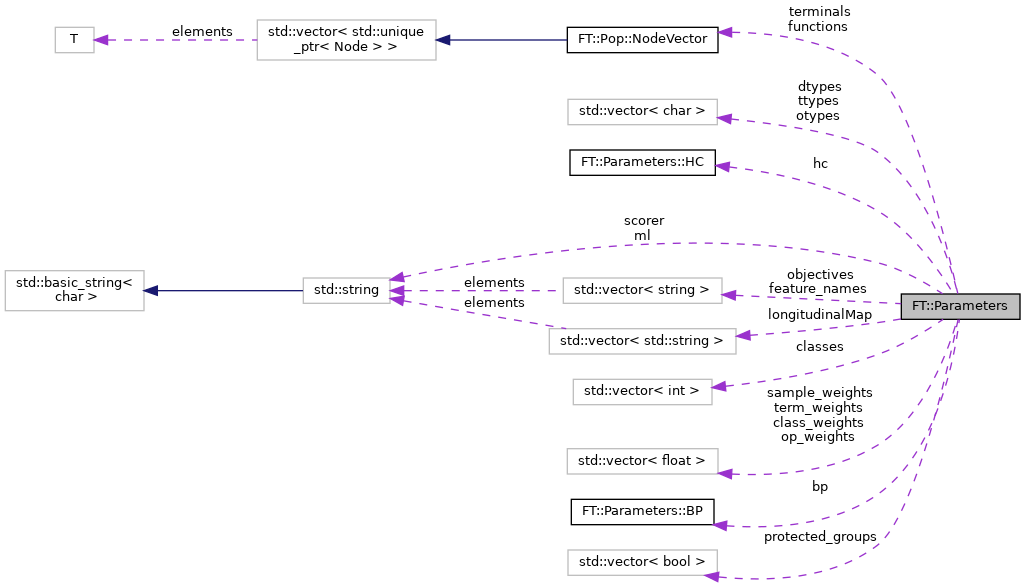 terminals
functions
T
elements
std::vector< std::unique
_ptr< Node > >
FT::Pop::NodeVector
dtypes
ttypes
otypes
std::vector< char >
FT::Parameters::HC
hc
scorer
ml
std::basic_string<
char >
std::string
elements
elements
std::vector< string >
objectives
feature_names
FT::Parameters
longitudinalMap
std::vector< std::string >
classes
std::vector< int >
sample_weights
term_weights
class_weights
op_weights
std::vector< float >
bp
FT::Parameters::BP
protected_groups
std::vector< bool >